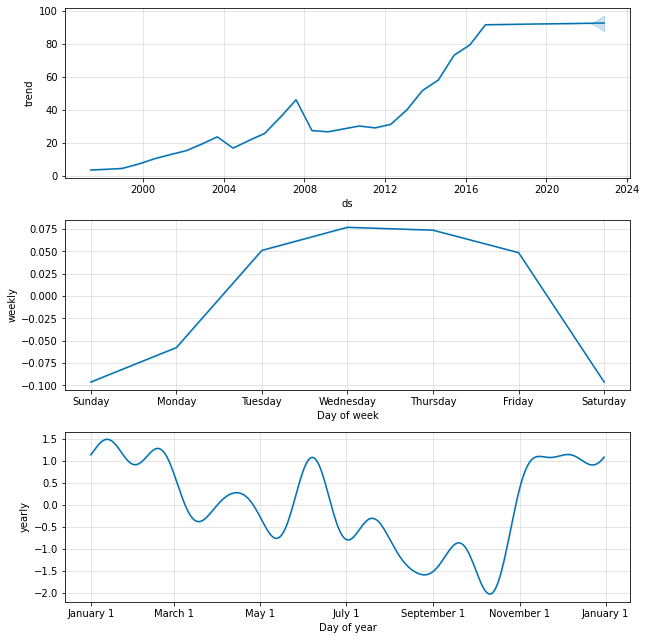 100
80
60
40
20
0
trend
2000 2004 2008 2012 2016 2020 2024
ds
0.075
0.050
0.025
0.000
−0.025
−0.050
−0.075
−0.100
weekly
Sunday Monday Tuesday Wednesday Thursday Friday Saturday
Day of week
1.5
1.0
0.5
0.0
−0.5
−1.0
−1.5
−2.0
yearly
January 1 March 1 May 1 July 1 September 1 November 1 January 1
Day of year